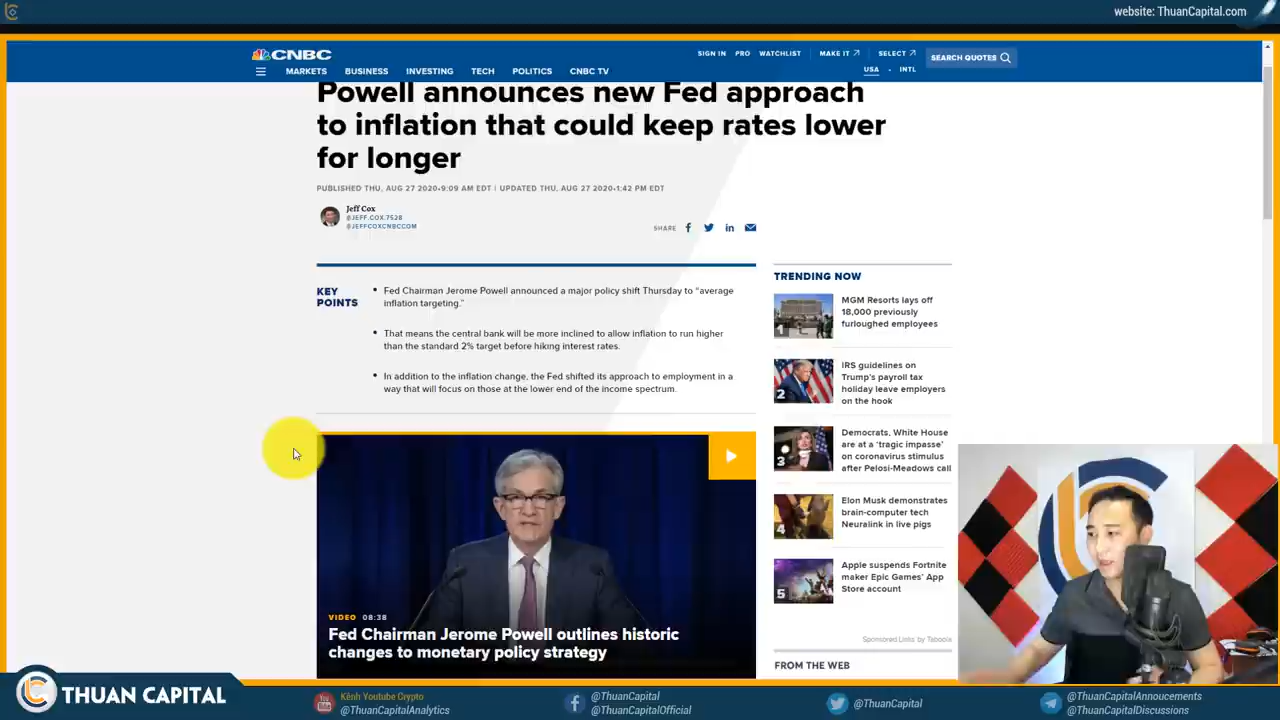 website: ThuanCapital.com
CNBC
SIGN IN PRO WATCHLIST MAKE IT SELECT
USA - INTL
SEARCH QUOTES
MARKETS BUSINESS INVESTING TECH POLITICS CNBC TV
Powell announces new Fed approach
to inflation that could keep rates lower
for longer
PUBLISHED THU, AUG 27 2020•9:09 AM EDT | UPDATED THU, AUG 27 2020•1:42 PM EDT
Jeff Cox
@JEFF.COX.7528
@JEFFCOXCNBCCOM
SHARE
KEY
POINTS
Fed Chairman Jerome Powell announced a major policy shift Thursday to “average
inflation targeting.”
That means the central bank will be more inclined to allow inflation to run higher
than the standard 2% target before hiking interest rates.
In addition to the inflation change, the Fed shifted its approach to employment in a
way that will focus on those at the lower end of the income spectrum.
VIDEO 08:38
Fed Chairman Jerome Powell outlines historic
changes to monetary policy strategy
TRENDING NOW
1
MGM Resorts lays off
18,000 previously
furloughed employees
2
IRS guidelines on
Trump’s payroll tax
holiday leave employers
on the hook
3
Democrats, White House
are at a ‘tragic impasse’
on coronavirus stimulus
after Pelosi-Meadows call
4
Elon Musk demonstrates
brain-computer tech
Neuralink in live pigs
5
Apple suspends Fortnite
maker Epic Games’ App
Store account
Sponsored Links by Taboola
FROM THE WEB
THUAN CAPITAL
Kênh Youtube Crypto
@ThuanCapitalAnalytics
@ThuanCapital
@ThuanCapitalOfficial
@ThuanCapital
@ThuanCapitalAnnoucements
@ThuanCapitalDiscussions